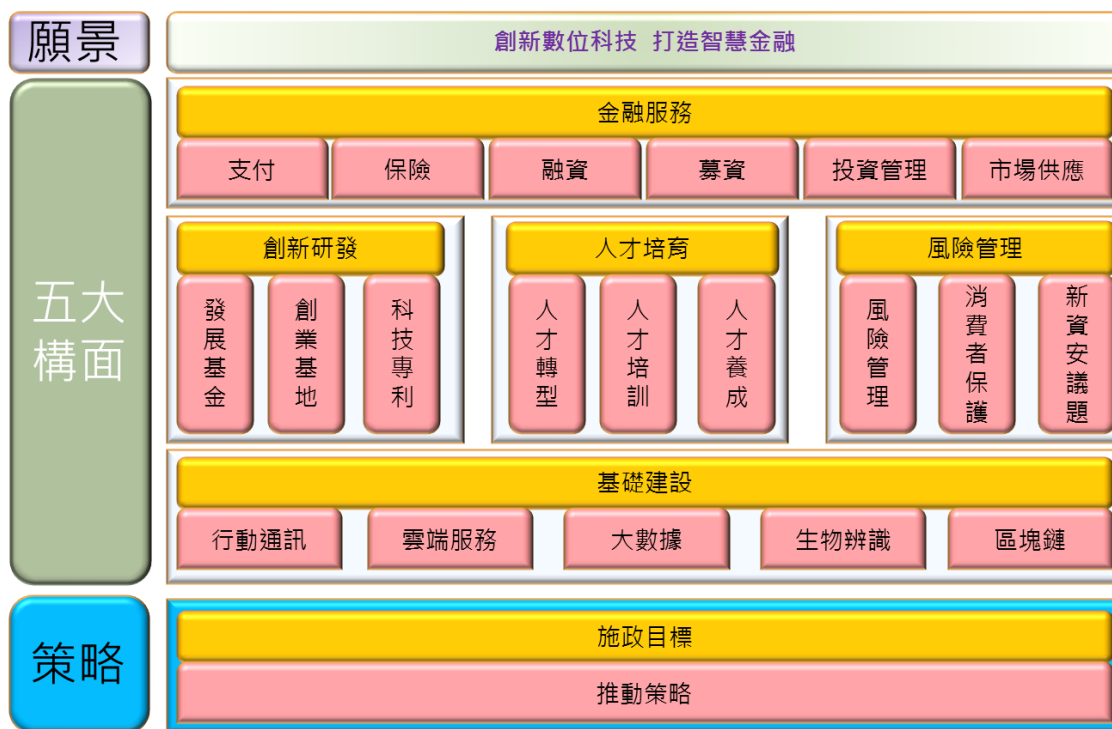 願景
創新數位科技 打造智慧金融
五大
構面
金融服務
支付
保險
融資
募資
投資管理
市場供應
創新研發
發展基金
創業基地
科技專利
人才培育
人才轉型
人才培訓
人才養成
風險管理
風險管理
消費者保護
新資安議題
基礎建設
行動通訊
雲端服務
大數據
生物辨識
區塊鏈
策略
施政目標
推動策略